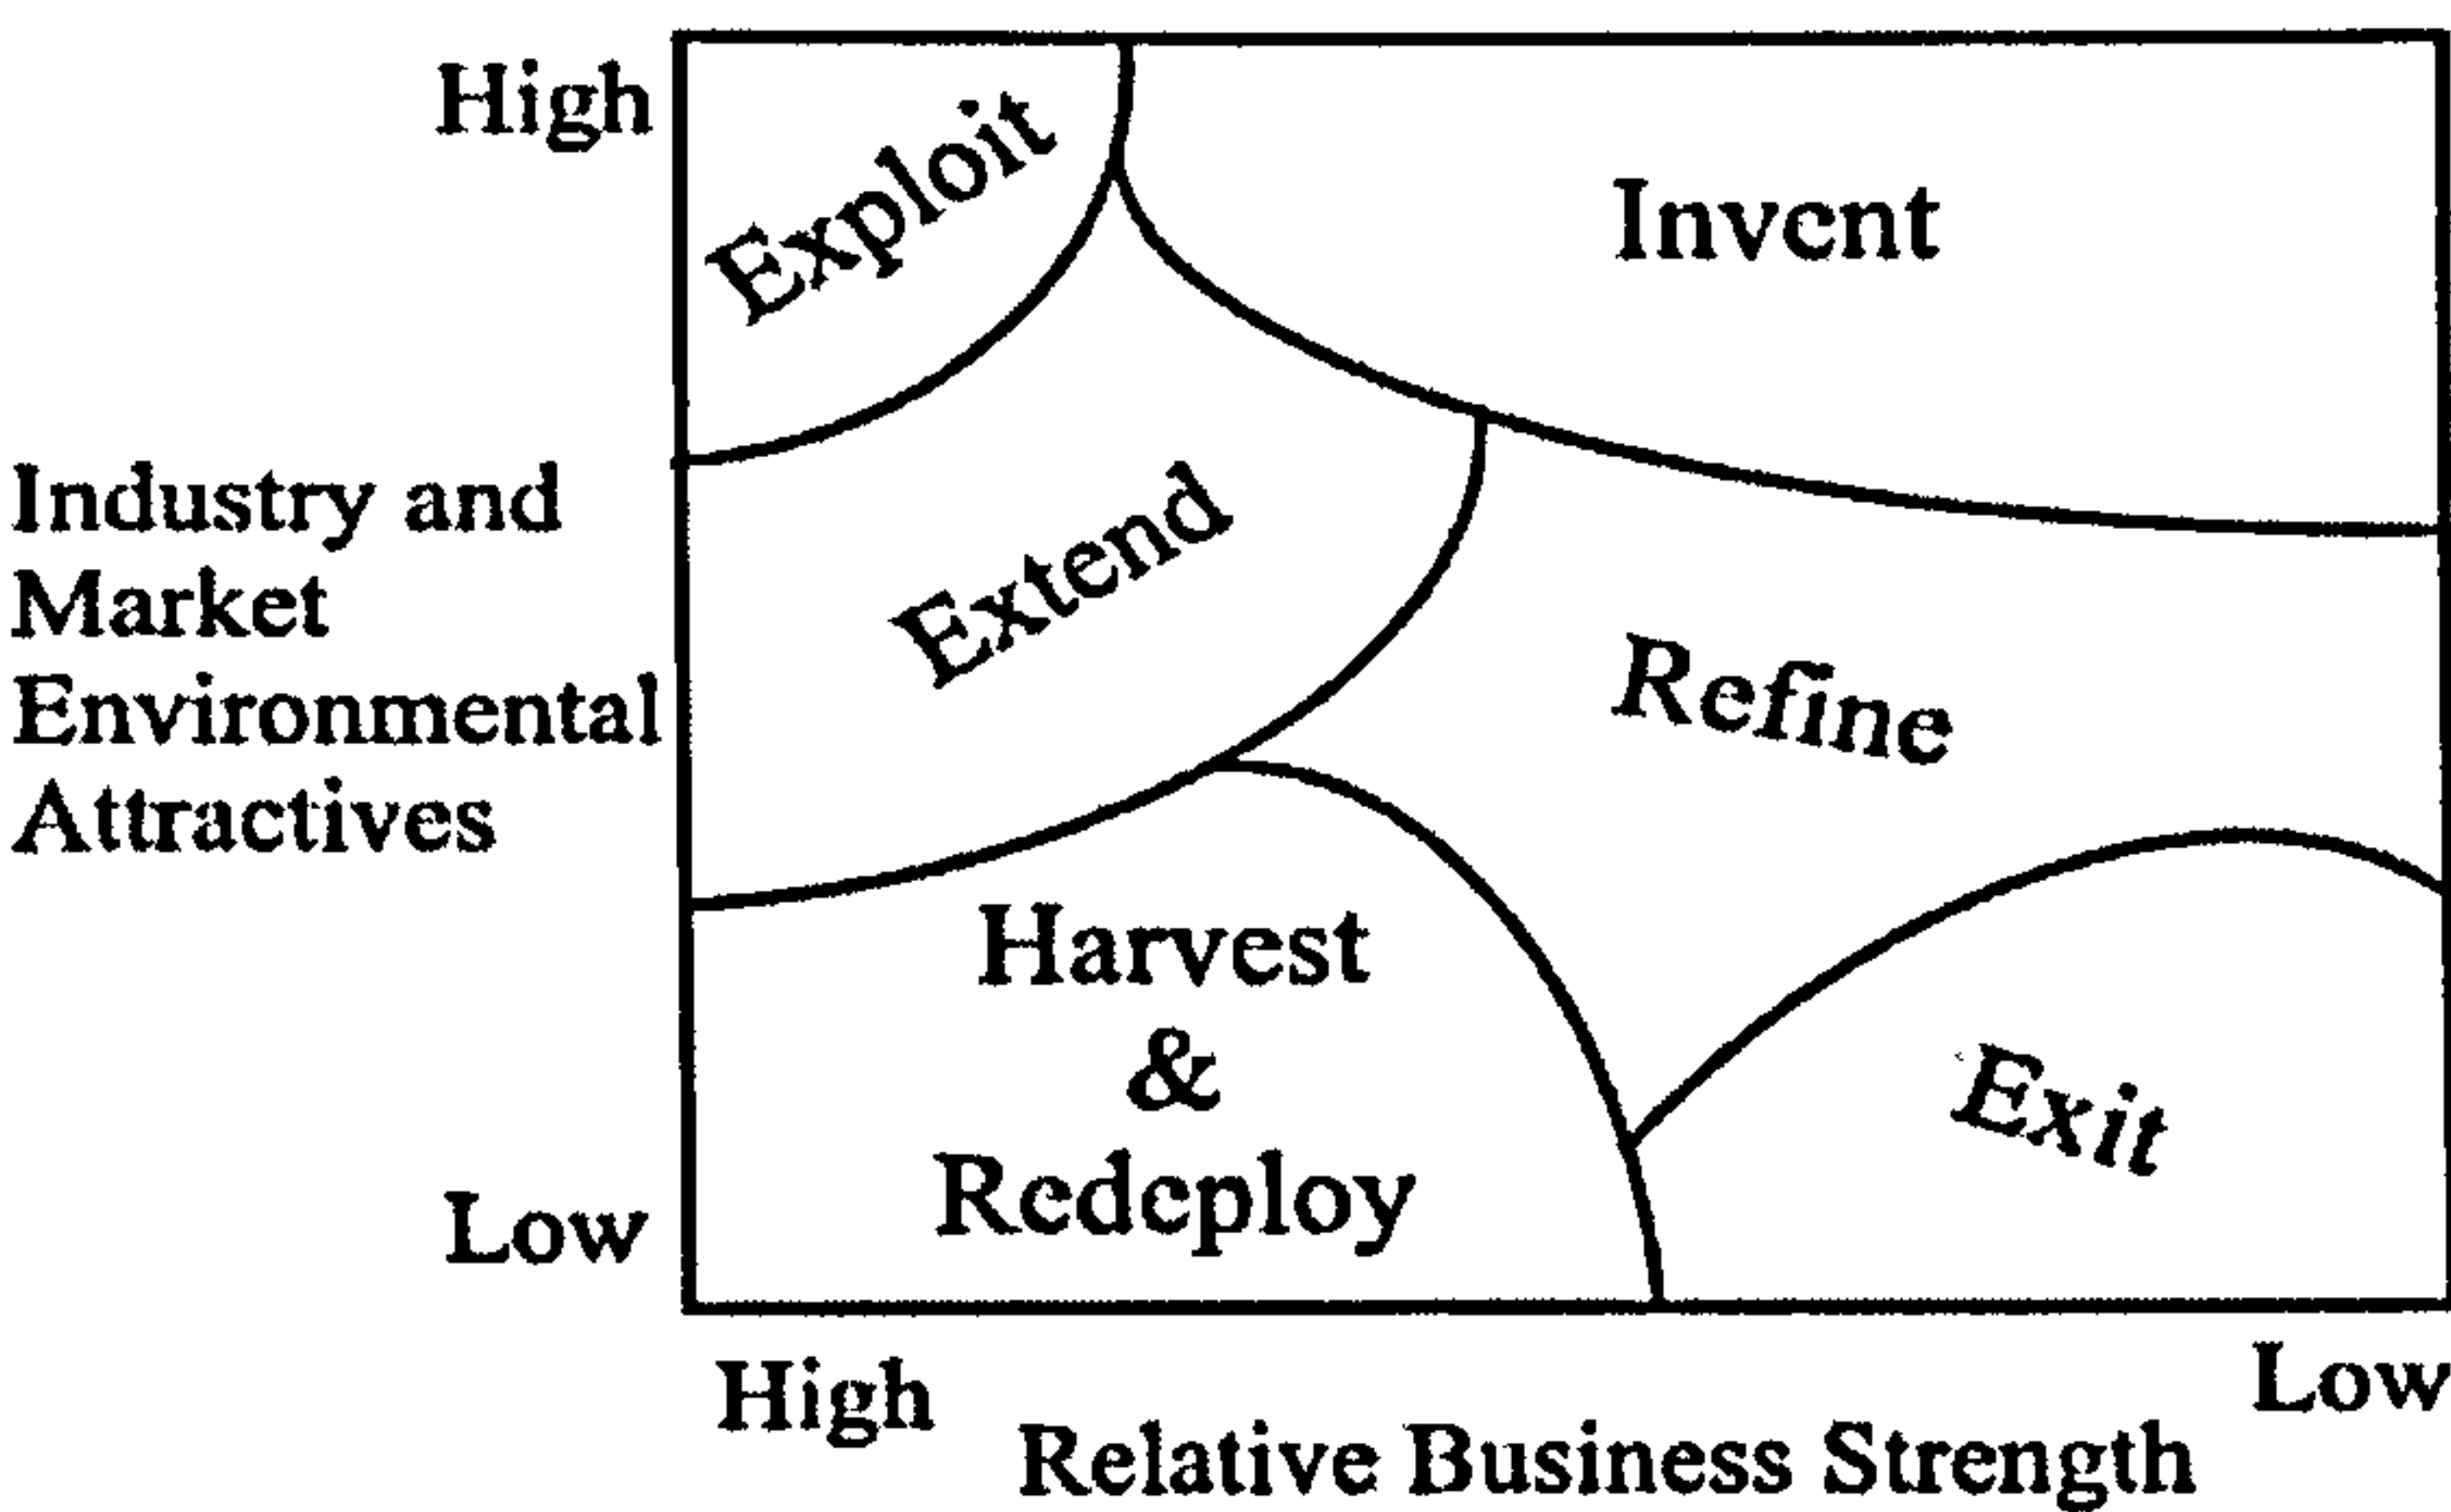 High
Exploit
Invent
Industry and
Market
Environmental
Attractives
Extend
Refine
Harvest
&
Redeploy
Exit
Low
High
Low
Relative Business Strength